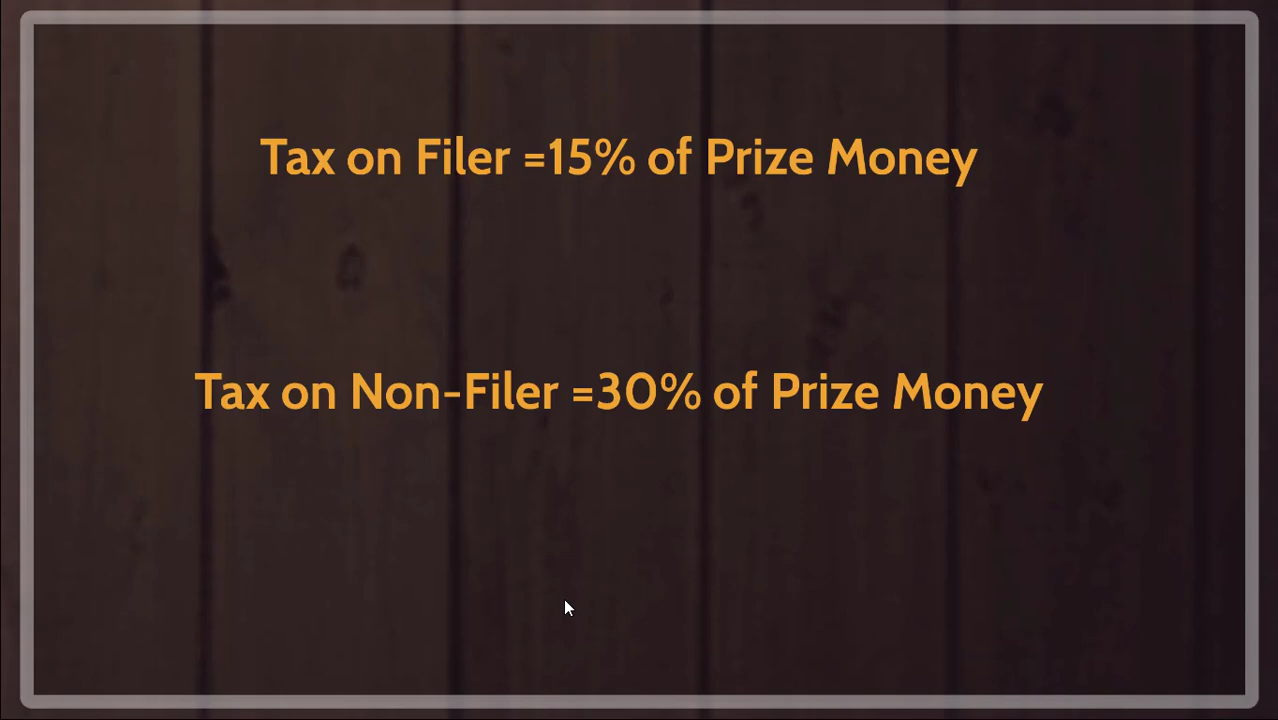 Tax on Filer =15% of Prize Money
Tax on Non-Filer =30% of Prize Money